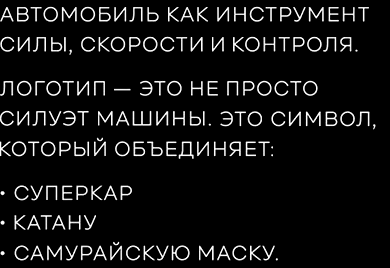 АВТОМОБИЛЬ КАК ИНСТРУМЕНТ
СИЛЫ, СКОРОСТИ И КОНТРОЛЯ.
ЛОГОТИП — ЭТО НЕ ПРОСТО
СИЛУЭТ МАШИНЫ. ЭТО СИМВОЛ,
КОТОРЫЙ ОБЪЕДИНЯЕТ:
• СУПЕРКАР
• КАТАНУ
• САМУРАЙСКУЮ МАСКУ.